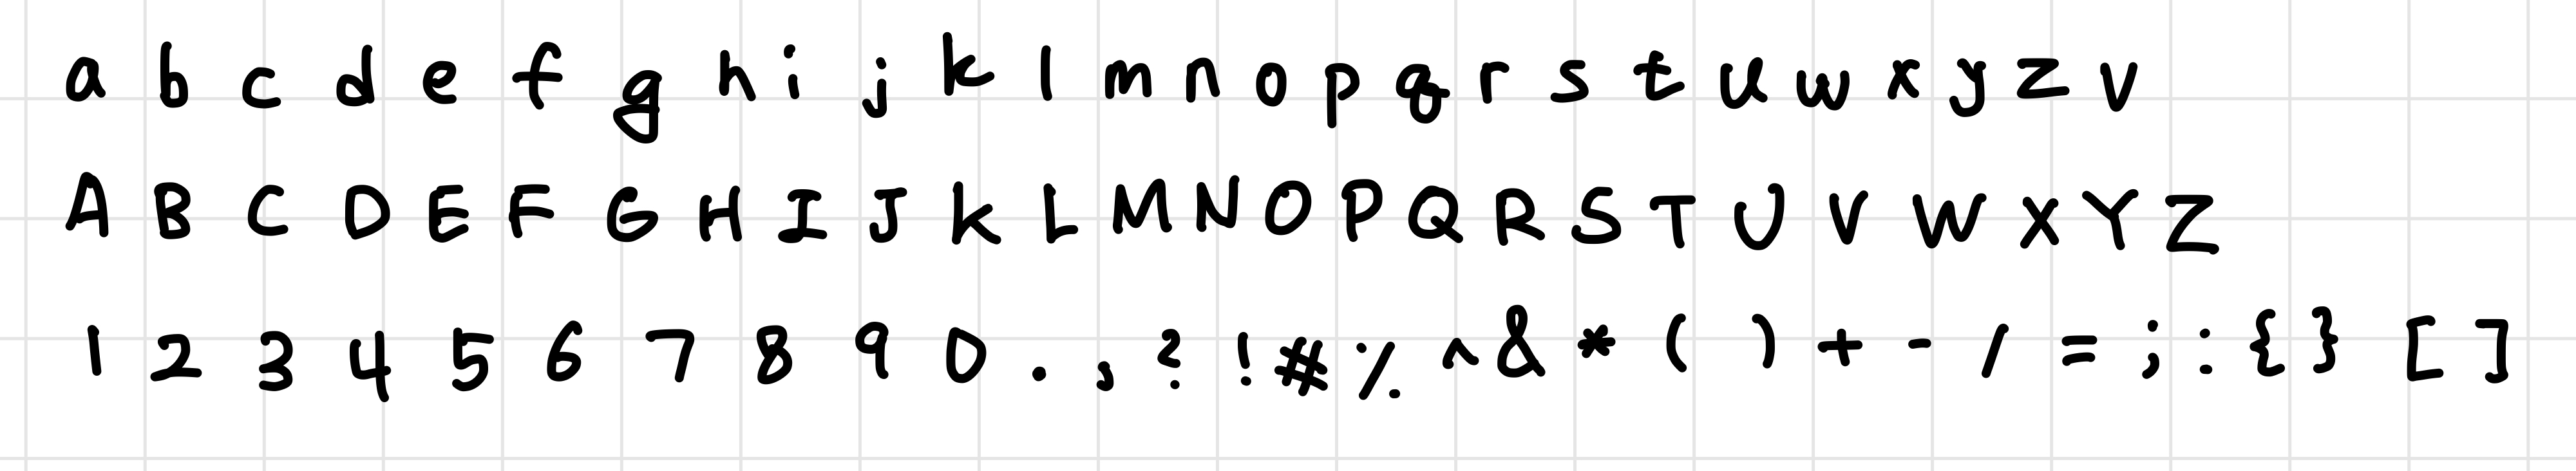 a b c d e f g h i j k l m n o p q r s t u w x y z v
A B C D E F G H I J K L M N O P Q R S T U V W X Y Z
1 2 3 4 5 6 7 8 9 0 . , ? ! # % ^ & * ( ) + - / = ; : { } [ ]